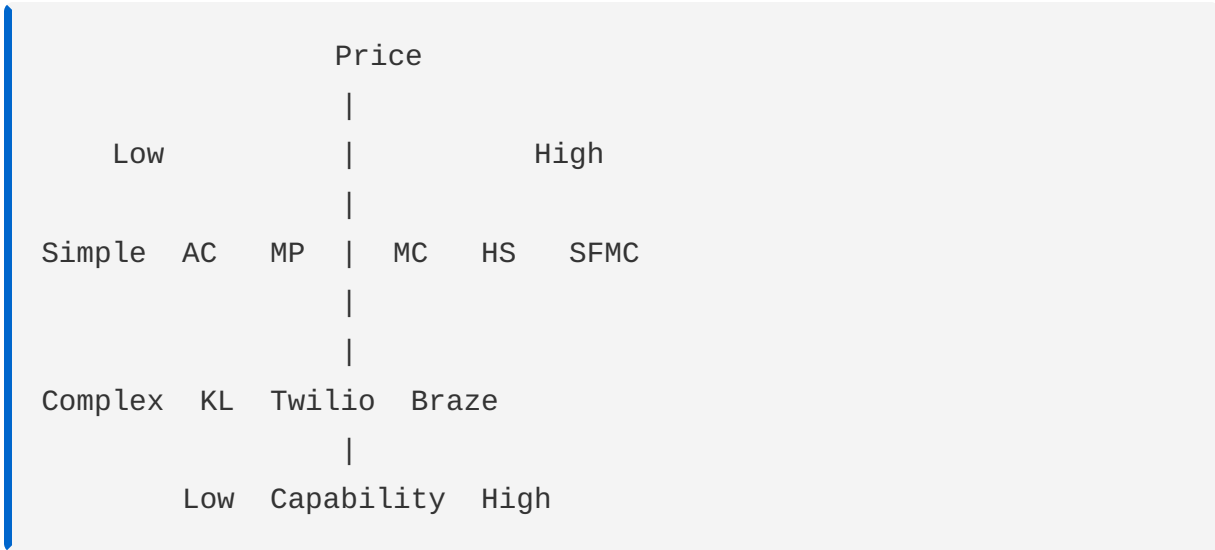 Price
|
Low | High
|
Simple AC MP | MC HS SFMC
|
|
Complex KL Twilio Braze
|
Low Capability High